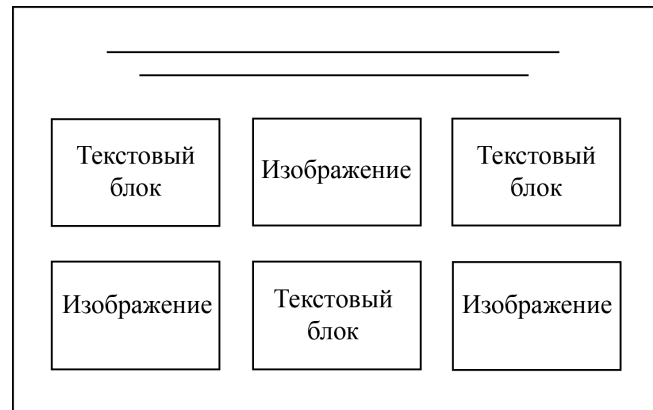 Текстовый
блок
Изображение
Текстовый
блок
Изображение
Текстовый
блок
Изображение